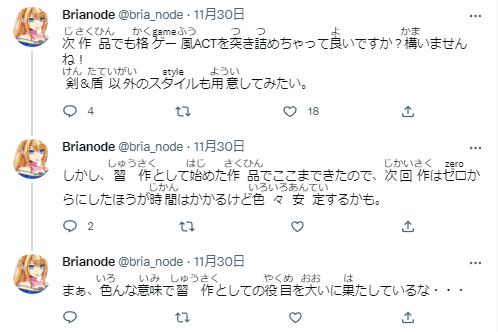 Brianode @bria_node · 11月30日
じさくひん かくgameふう つ つ よ かま
次作品でも格ゲー風ACTを突き詰めちゃって良いですか？構いません
ね！
けん たていがい style ようい
剣&盾以外のスタイルも用意してみたい。
4 18
Brianode @bria_node · 11月30日
しゅうさく はじ さくひん じかいさく zero
しかし、習作として始めた作品でここまできたので、次回作はゼロか
じかん いろいろあんてい
らにしたほうが時間はかかるけど色々安定するかも。
2
Brianode @bria_node · 11月30日
いろ いみ しゅうさく やくめ おお は
まぁ、色んな意味で習作としての役目を大いに果たしているな・・・